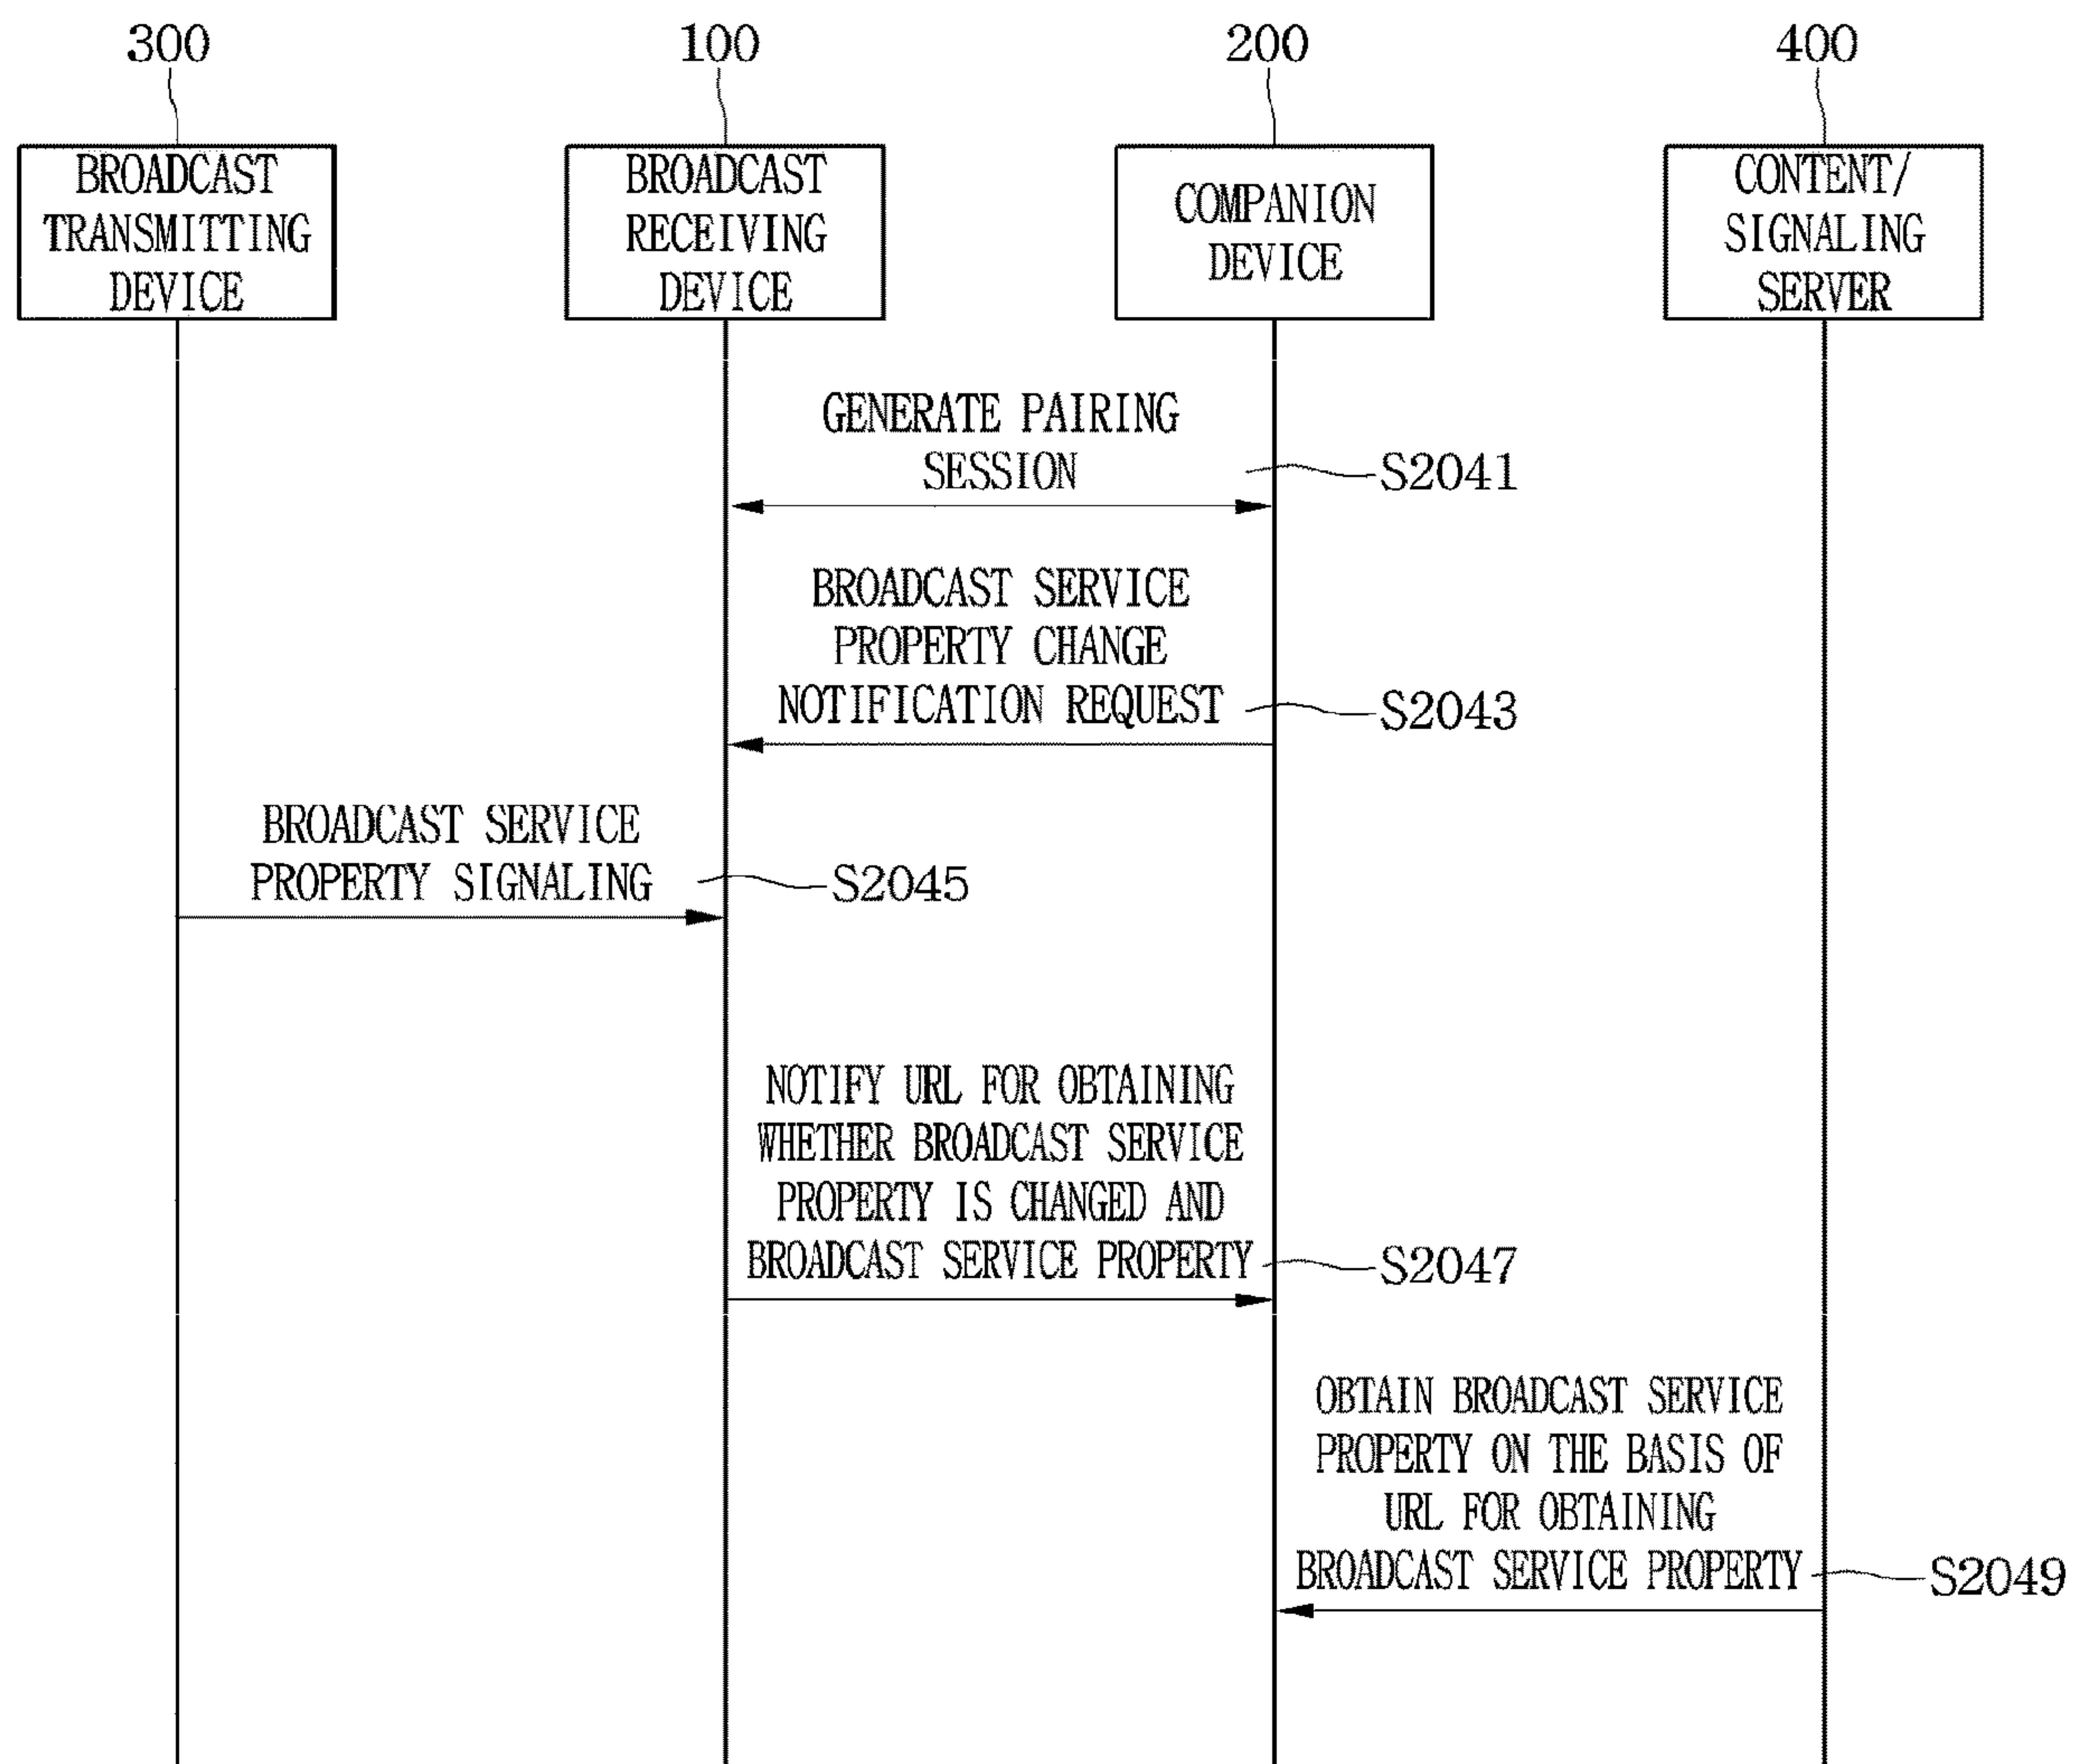 300
100
200
400
BROADCAST
TRANSMITTING
DEVICE
BROADCAST
RECEIVING
DEVICE
COMPANION
DEVICE
CONTENT/
SIGNALING
SERVER
GENERATE PAIRING
SESSION
S2041
BROADCAST SERVICE
PROPERTY CHANGE
NOTIFICATION REQUEST
S2043
BROADCAST SERVICE
PROPERTY SIGNALING
S2045
NOTIFY URL FOR OBTAINING
WHETHER BROADCAST SERVICE
PROPERTY IS CHANGED AND
BROADCAST SERVICE PROPERTY
S2047
OBTAIN BROADCAST SERVICE
PROPERTY ON THE BASIS OF
URL FOR OBTAINING
BROADCAST SERVICE PROPERTY
S2049